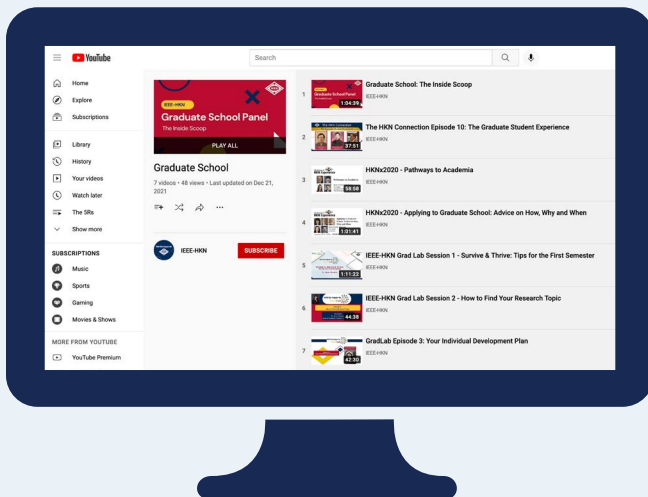 YouTube
Search
Home
Explore
Subscriptions
Library
History
Your videos
Watch later
The 5Rs
Show more
SUBSCRIPTIONS
Music
Sports
Gaming
Movies & Shows
MORE FROM YOUTUBE
YouTube Premium
IEEE-HKN
Graduate School Panel
The Inside Scoop
PLAY ALL
Graduate School
7 videos • 48 views • Last updated on Dec 21,
2021
IEEE-HKN
SUBSCRIBE
1
Graduate School Panel
1:04:39
Graduate School: The Inside Scoop
IEEE-HKN
2
37:51
The HKN Connection Episode 10: The Graduate Student Experience
IEEE-HKN
3
58:58
HKNx2020 - Pathways to Academia
IEEE-HKN
4
1:01:41
HKNx2020 - Applying to Graduate School: Advice on How, Why and When
IEEE-HKN
5
1:11:22
IEEE-HKN Grad Lab Session 1 - Survive & Thrive: Tips for the First Semester
IEEE-HKN
6
44:38
IEEE-HKN Grad Lab Session 2 - How to Find Your Research Topic
IEEE-HKN
7
42:30
GradLab Episode 3: Your Individual Development Plan
IEEE-HKN